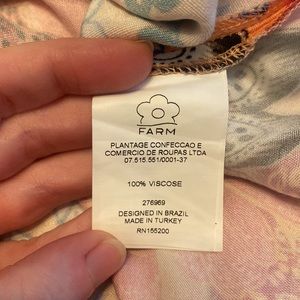 FARM
PLANTAGE CONFECCAO E
COMERCIO DE ROUPAS LTDA
07.515.551/0001-37
100% VISCOSE
276969
DESIGNED IN BRAZIL
MADE IN TURKEY
RN155200